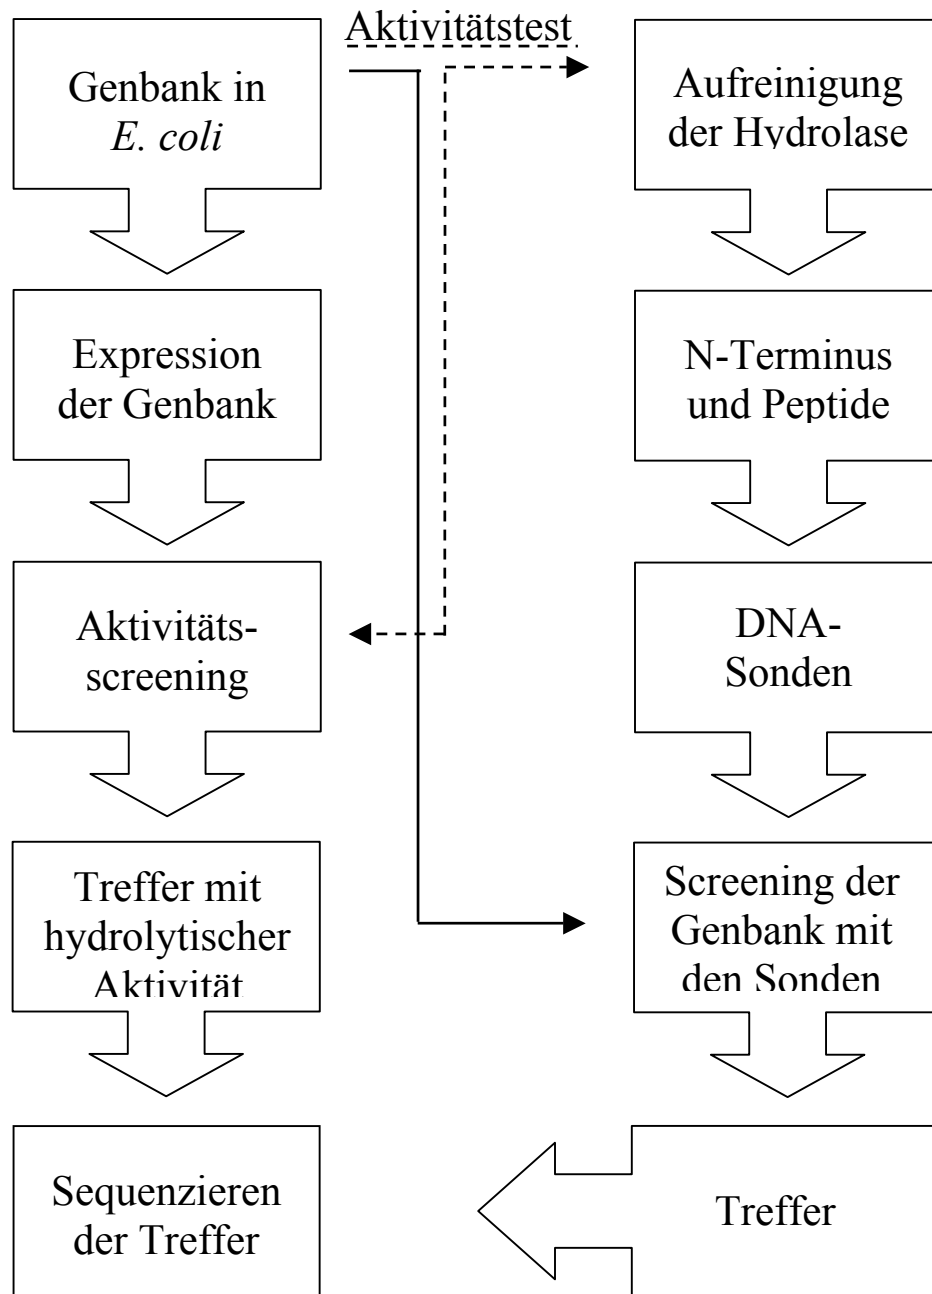 Aktivitätstest
Genbank in
E. coli
Expression
der Genbank
Aktivitäts-
screening
Treffer mit
hydrolytischer
Aktivität
Sequenzieren
der Treffer
Aufreinigung
der Hydrolase
N-Terminus
und Peptide
DNA-
Sonden
Screening der
Genbank mit
den Sonden
Treffer